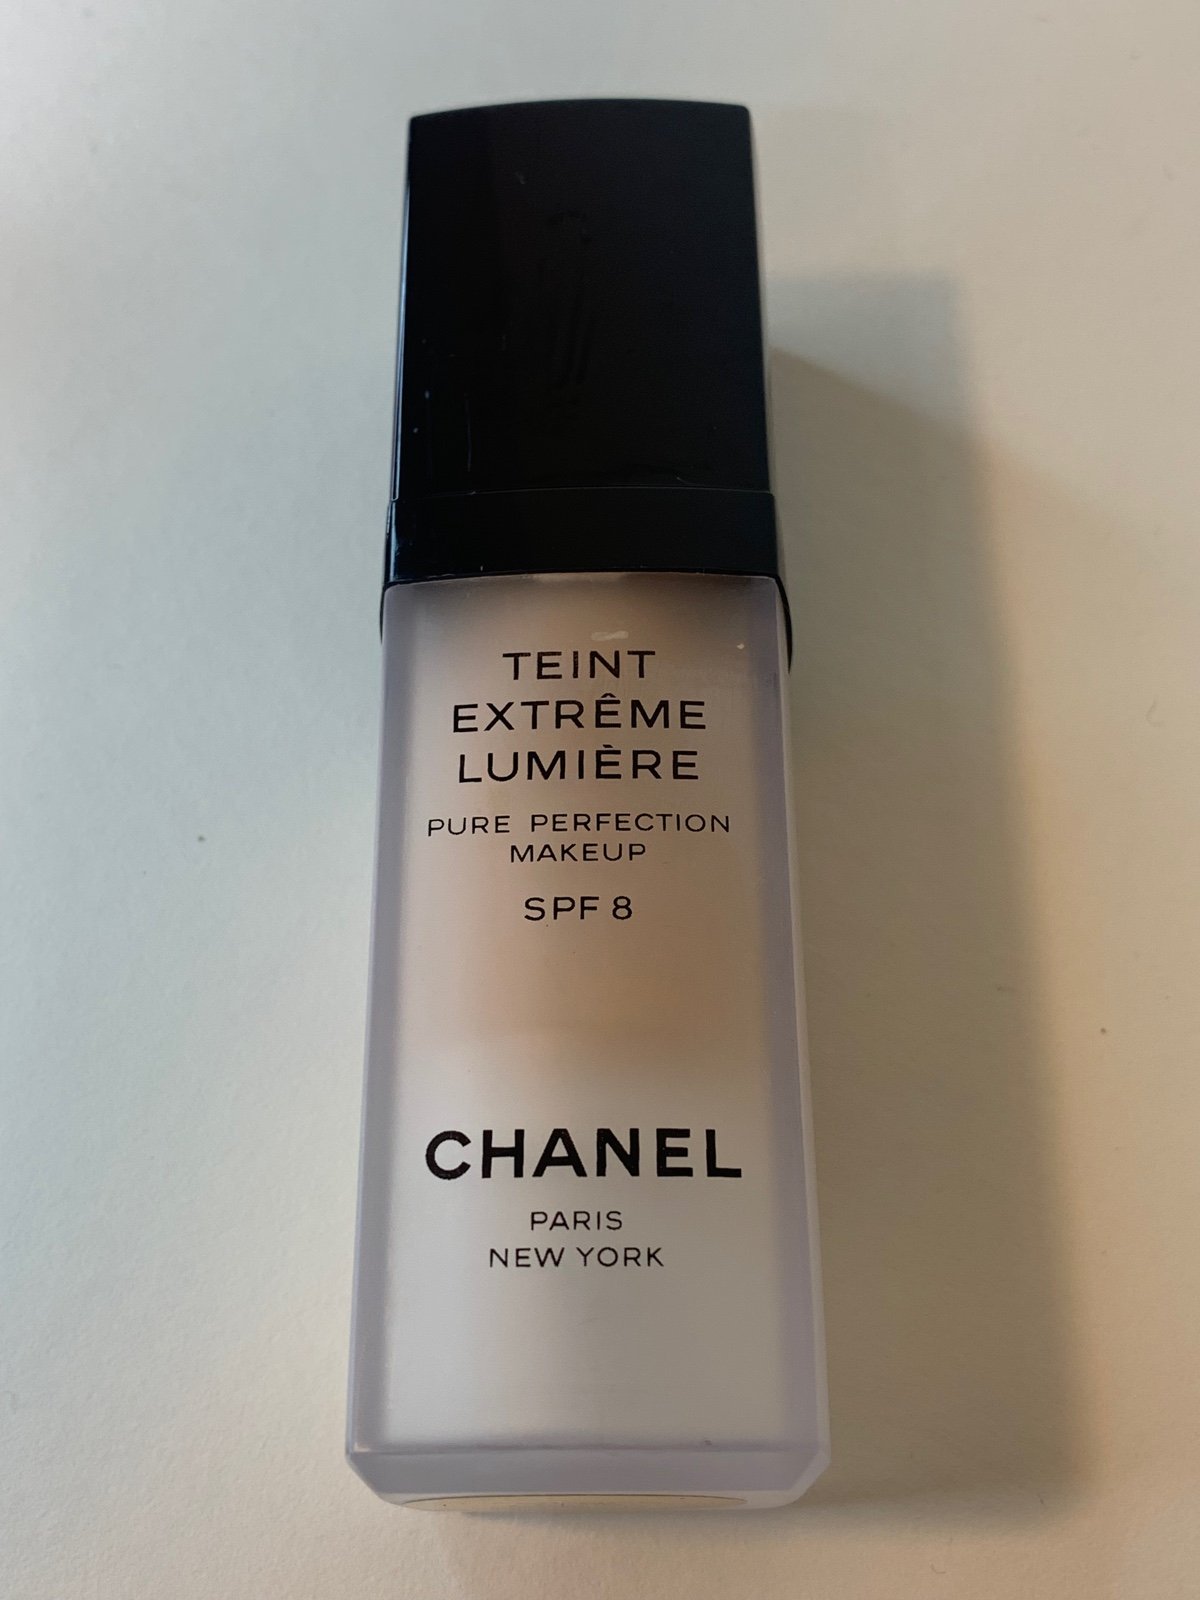 TEINT
EXTRÊME
LUMIÈRE
PURE PERFECTION
MAKEUP
SPF 8
CHANEL
PARIS
NEW YORK